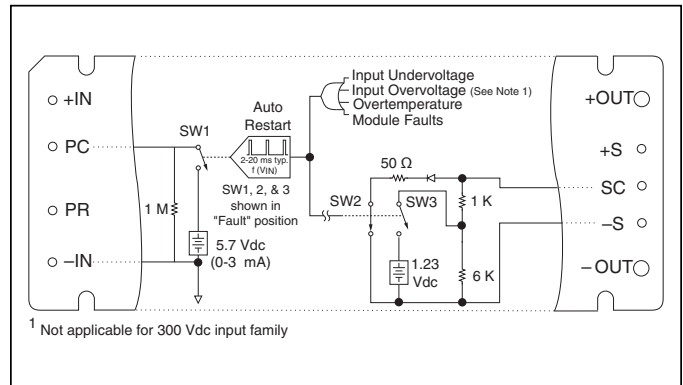 Input Undervoltage
Input Overvoltage (See Note 1)
Overtemperature
Module Faults
+IN
PC
PR
–IN
SW1
Auto
Restart
2-20 ms typ.
f (VIN)
SW1, 2, & 3
shown in
"Fault" position
1 M
5.7 Vdc
(0-3 mA)
50 Ω
SW2
SW3
1 K
1.23
Vdc
6 K
+OUT
+S
SC
–S
–OUT
1 Not applicable for 300 Vdc input family